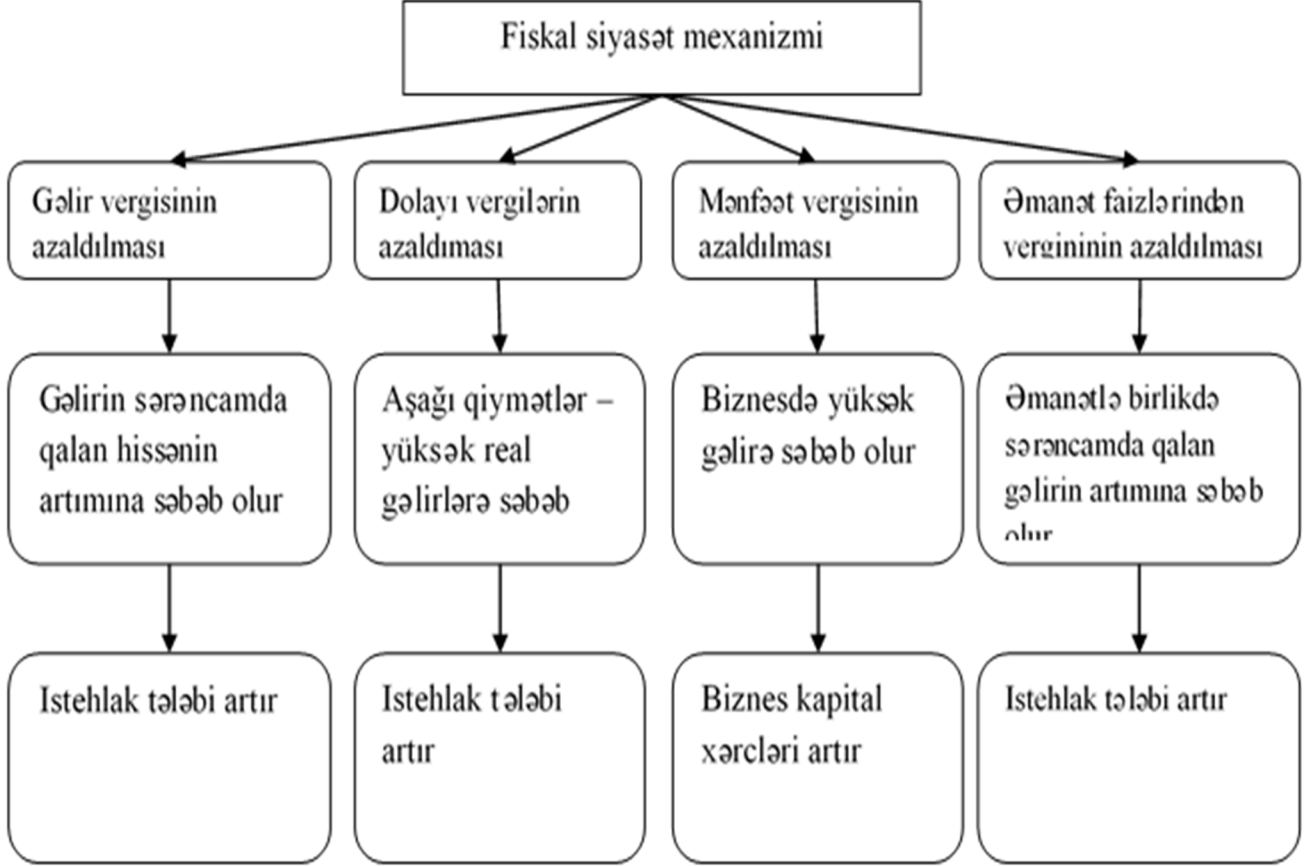 Fiskal siyasət mexanizmi
Gəlir vergisinin
azaldılması
Dolayı vergilərin
azaldıması
Mənfəət vergisinin
azaldılması
Əmanət faizlərindən
vergininin azaldılması
Gəlirin sərəncamda
qalan hissənin
artımına səbəb olur
Aşağı qiymətlər –
yüksək real
gəlirlərə səbəb
Biznesdə yüksək
gəlirə səbəb olur
Əmanətlə birlikdə
sərəncamda qalan
gəlirin artımına səbəb
olur
Istehlak tələbi artır
Istehlak tələbi
artır
Biznes kapital
xərcləri artır
Istehlak tələbi artır